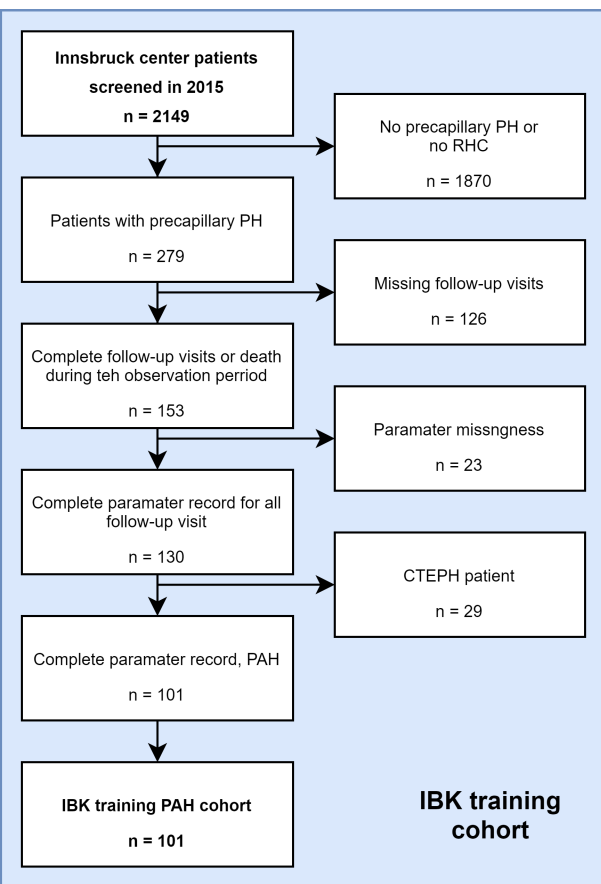 Innsbruck center patients
screened in 2015
n = 2149
No precapillary PH or
no RHC
n = 1870
Patients with precapillary PH
n = 279
Missing follow-up visits
n = 126
Complete follow-up visits or death
during teh observation perriod
n = 153
Paramater missngness
n = 23
Complete paramater record for all
follow-up visit
n = 130
CTEPH patient
n = 29
Complete paramater record, PAH
n = 101
IBK training PAH cohort
n = 101
IBK training
cohort